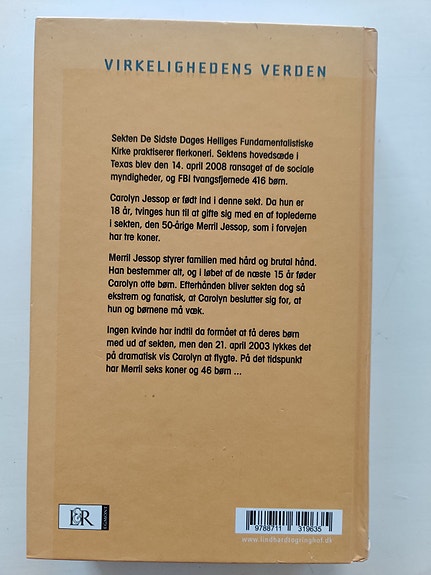 VIRKELIGHEDENS VERDEN
Sekten De Sidste Dages Helliges Fundamentalistiske
Kirke praktiserer flerkoneri. Sektens hovedsæde i
Texas blev den 14. april 2008 ransaget af de sociale
myndigheder, og FBI tvangsfjernede 416 børn.
Carolyn Jessop er født ind i denne sekt. Da hun er
18 år, tvinges hun til at gifte sig med en af toplederne
i sekten, den 50-årige Merril Jessop, som i forvejen
har tre koner.
Merril Jessop styrer familien med hård og brutal hånd.
Han bestemmer alt, og i løbet af de næste 15 år føder
Carolyn otte børn. Efterhånden bliver sekten dog så
ekstrem og fanatisk, at Carolyn beslutter sig for, at
hun og børnene må væk.
Ingen kvinde har indtil da formået at få deres børn
med ud af sekten, men den 21. april 2003 lykkes det
på dramatisk vis Carolyn at flygte. På det tidspunkt
har Merril seks koner og 46 børn ...
L&R
EGMONT
9788711 319635
www.lindhardtogringhof.dk